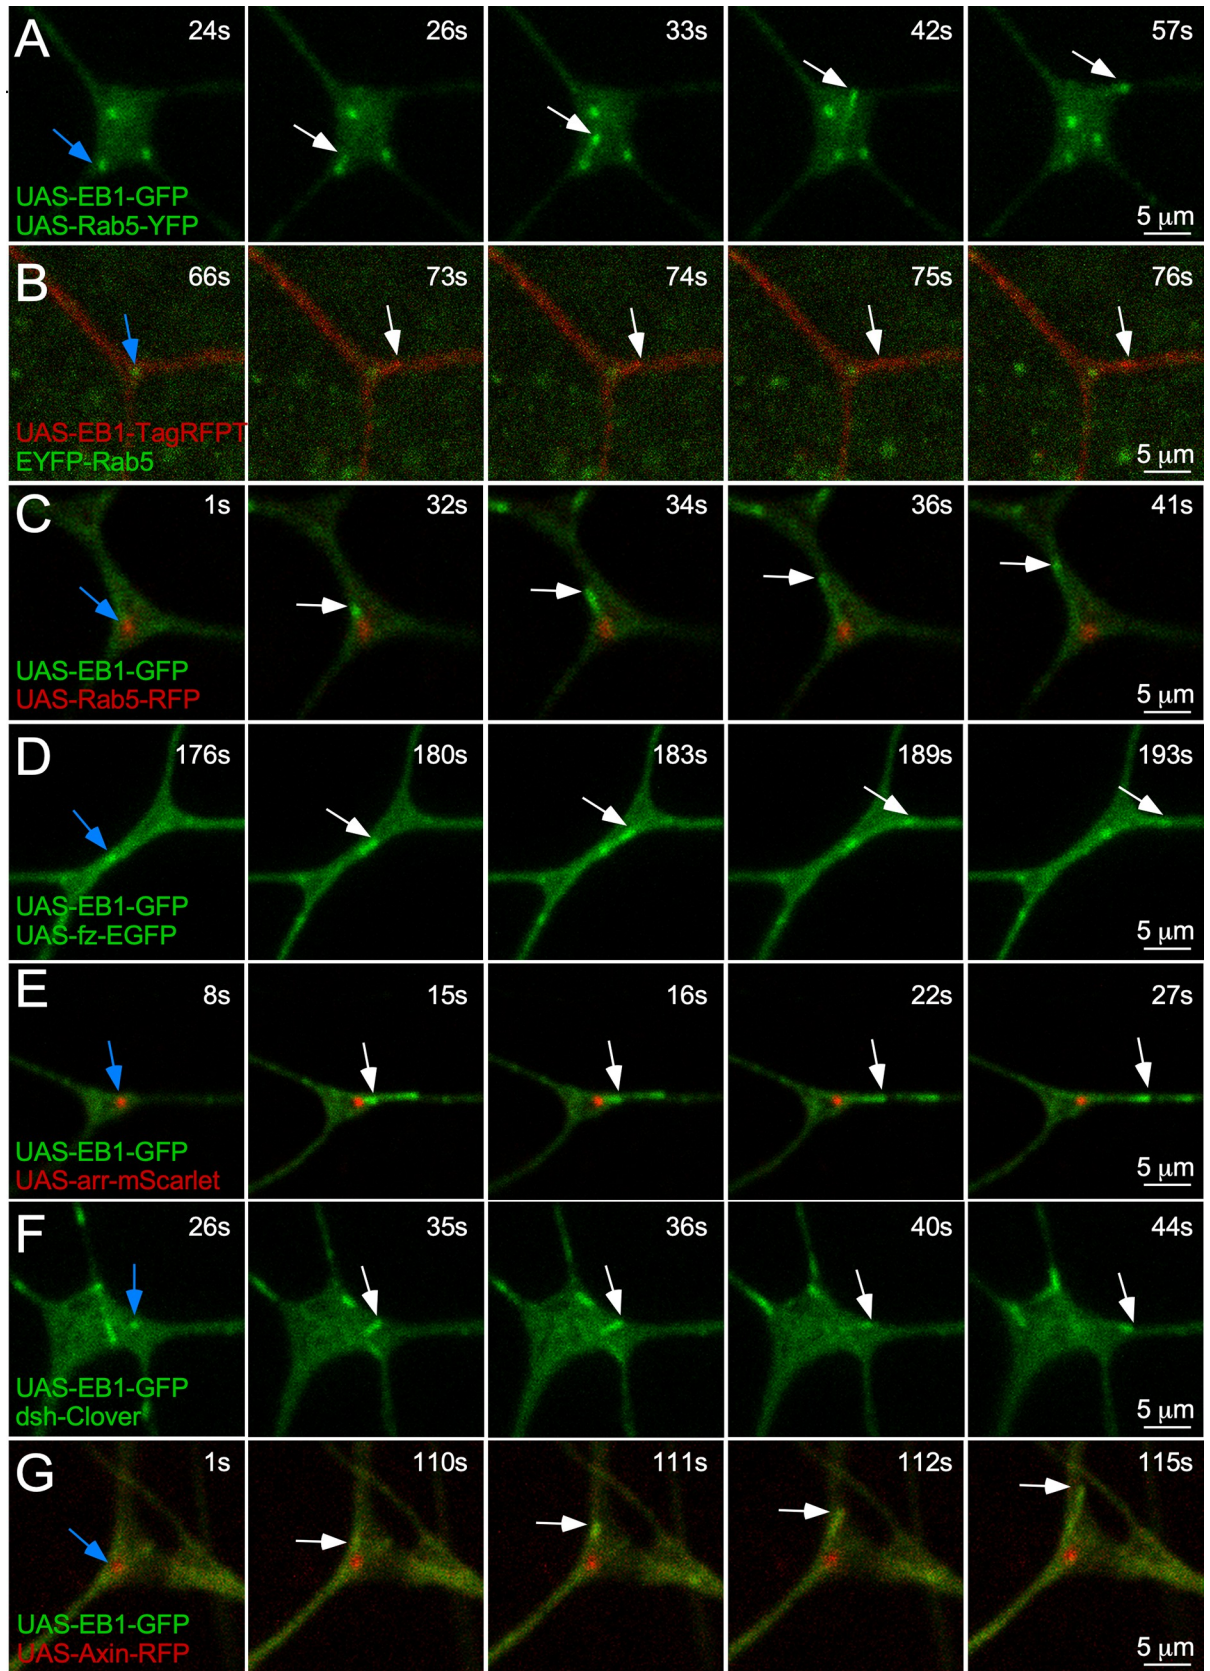 A 24s 26s 33s 42s 57s
UAS-EB1-GFP
UAS-Rab5-YFP
5 μm
B 66s 73s 74s 75s 76s
UAS-EB1-TagRFPT
EYFP-Rab5
5 μm
C 1s 32s 34s 36s 41s
UAS-EB1-GFP
UAS-Rab5-RFP
5 μm
D 176s 180s 183s 189s 193s
UAS-EB1-GFP
UAS-fz-EGFP
5 μm
E 8s 15s 16s 22s 27s
UAS-EB1-GFP
UAS-arr-mScarlet
5 μm
F 26s 35s 36s 40s 44s
UAS-EB1-GFP
dsh-Clover
5 μm
G 1s 110s 111s 112s 115s
UAS-EB1-GFP
UAS-Axin-RFP
5 μm